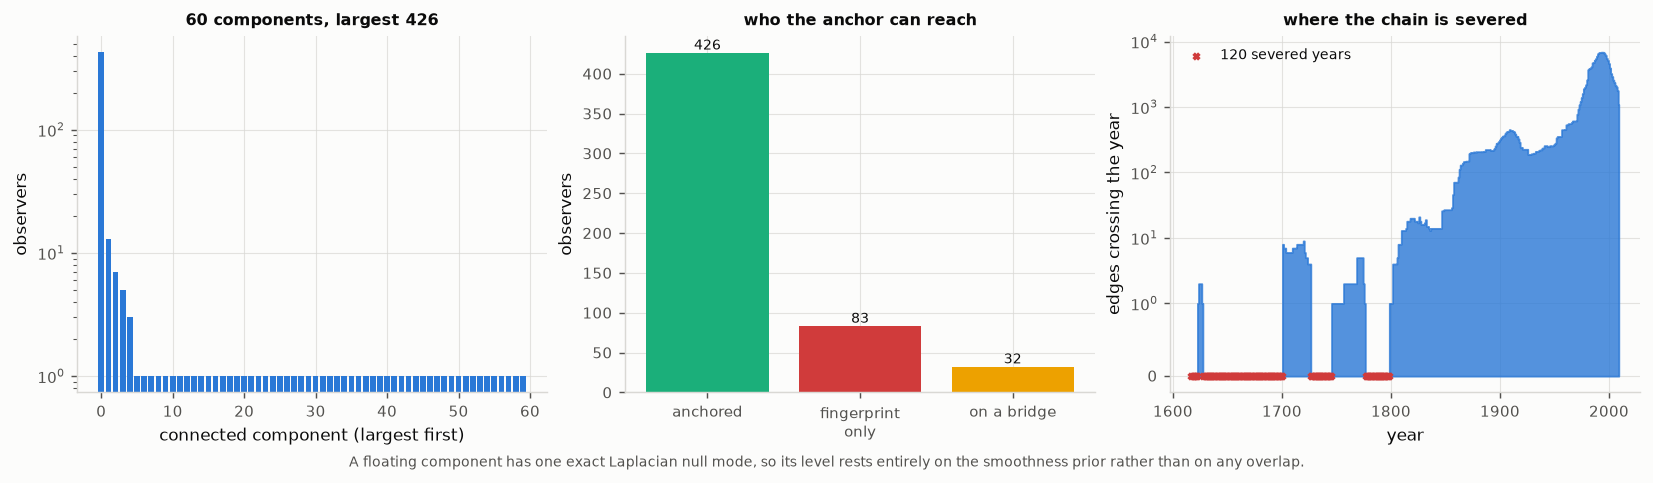 60 components, largest 426
observers
10²
10¹
10⁰
0 10 20 30 40 50 60
connected component (largest first)
who the anchor can reach
observers
400
350
300
250
200
150
100
50
0
426
83
32
anchored
fingerprint
only
on a bridge
where the chain is severed
edges crossing the year
10⁴
10³
10²
10¹
10⁰
0
120 severed years
1600 1700 1800 1900 2000
year
A floating component has one exact Laplacian null mode, so its level rests entirely on the smoothness prior rather than on any overlap.